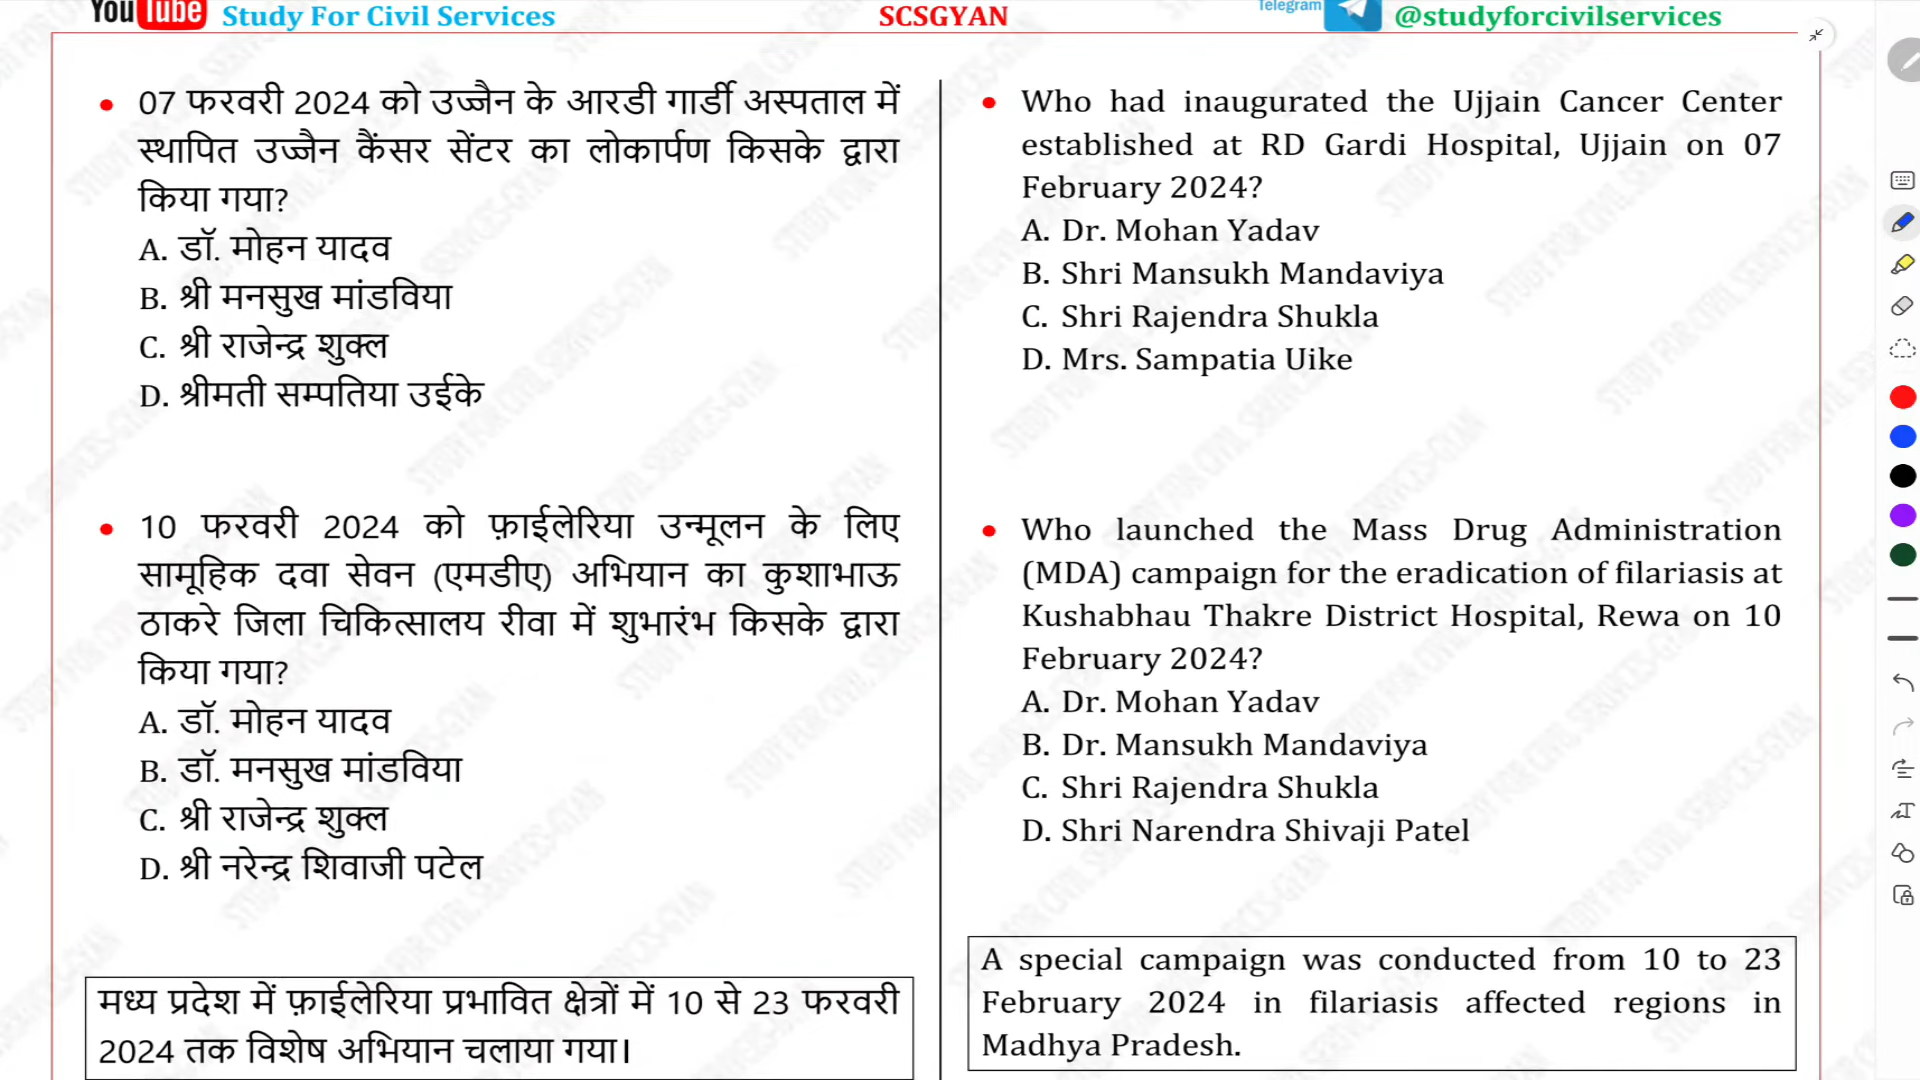 YouTube Study For Civil Services
SCSGYAN
Telegram @studyforcivilservices
07 फरवरी 2024 को उज्जैन के आरडी गार्डी अस्पताल में
स्थापित उज्जैन कैंसर सेंटर का लोकार्पण किसके द्वारा
किया गया?
A. डॉ. मोहन यादव
B. श्री मनसुख मांडविया
C. श्री राजेन्द्र शुक्ल
D. श्रीमती सम्पतिया उईके
10 फरवरी 2024 को फ़ाईलेरिया उन्मूलन के लिए
सामूहिक दवा सेवन (एमडीए) अभियान का कुशाभाऊ
ठाकरे जिला चिकित्सालय रीवा में शुभारंभ किसके द्वारा
किया गया?
A. डॉ. मोहन यादव
B. डॉ. मनसुख मांडविया
C. श्री राजेन्द्र शुक्ल
D. श्री नरेन्द्र शिवाजी पटेल
मध्य प्रदेश में फ़ाईलेरिया प्रभावित क्षेत्रों में 10 से 23 फरवरी
2024 तक विशेष अभियान चलाया गया।
Who had inaugurated the Ujjain Cancer Center
established at RD Gardi Hospital, Ujjain on 07
February 2024?
A. Dr. Mohan Yadav
B. Shri Mansukh Mandaviya
C. Shri Rajendra Shukla
D. Mrs. Sampatia Uike
Who launched the Mass Drug Administration
(MDA) campaign for the eradication of filariasis at
Kushabhau Thakre District Hospital, Rewa on 10
February 2024?
A. Dr. Mohan Yadav
B. Dr. Mansukh Mandaviya
C. Shri Rajendra Shukla
D. Shri Narendra Shivaji Patel
A special campaign was conducted from 10 to 23
February 2024 in filariasis affected regions in
Madhya Pradesh.